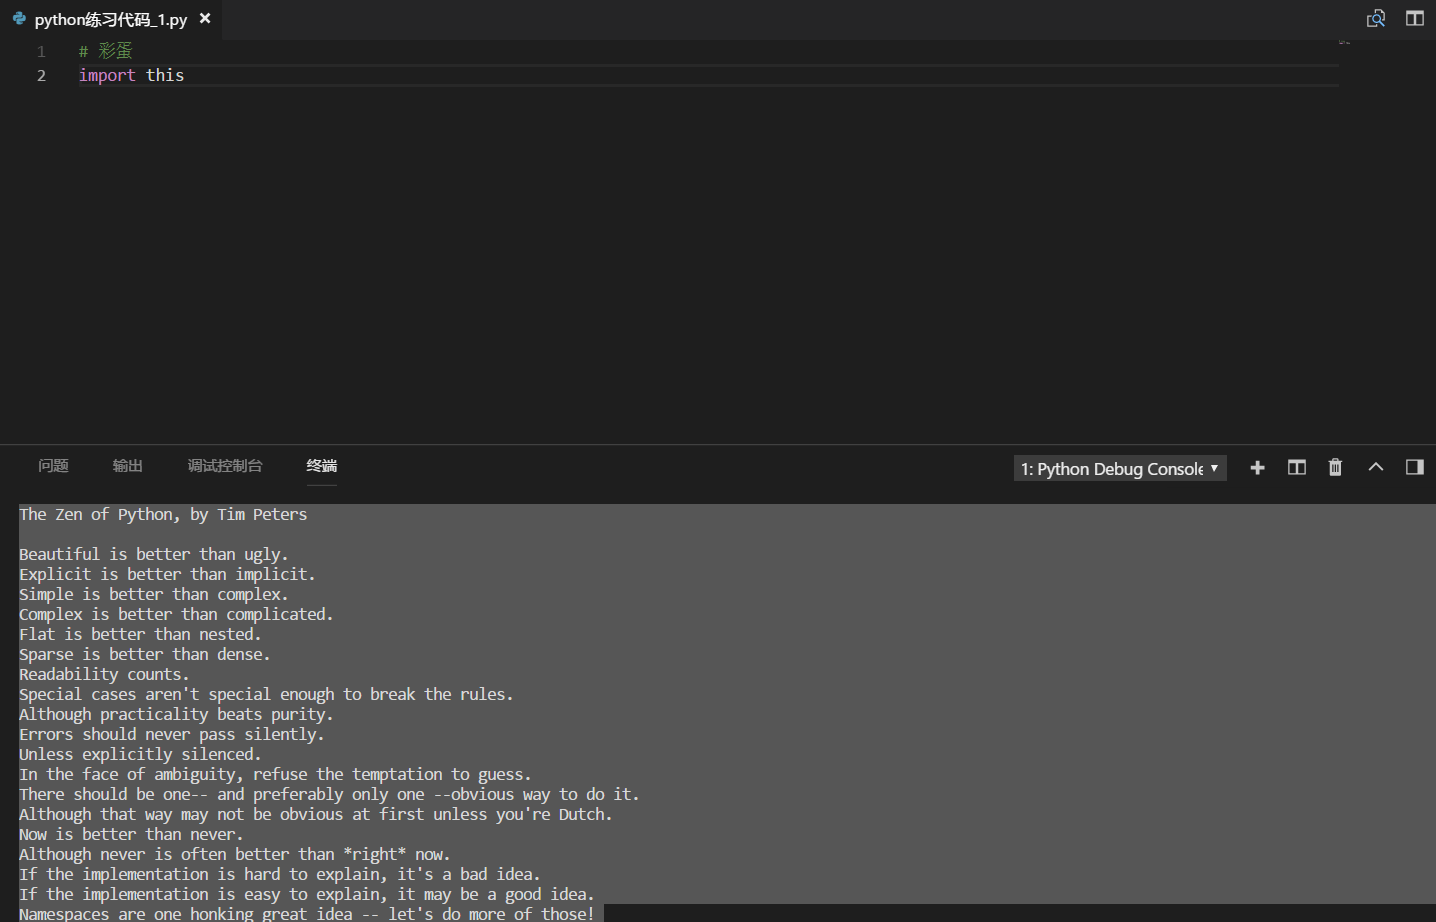 python练习代码_1.py
1 # 彩蛋
2 import this
问题 输出 调试控制台 终端 1: Python Debug Console
The Zen of Python, by Tim Peters
Beautiful is better than ugly.
Explicit is better than implicit.
Simple is better than complex.
Complex is better than complicated.
Flat is better than nested.
Sparse is better than dense.
Readability counts.
Special cases aren't special enough to break the rules.
Although practicality beats purity.
Errors should never pass silently.
Unless explicitly silenced.
In the face of ambiguity, refuse the temptation to guess.
There should be one-- and preferably only one --obvious way to do it.
Although that way may not be obvious at first unless you're Dutch.
Now is better than never.
Although never is often better than *right* now.
If the implementation is hard to explain, it's a bad idea.
If the implementation is easy to explain, it may be a good idea.
Namespaces are one honking great idea -- let's do more of those!